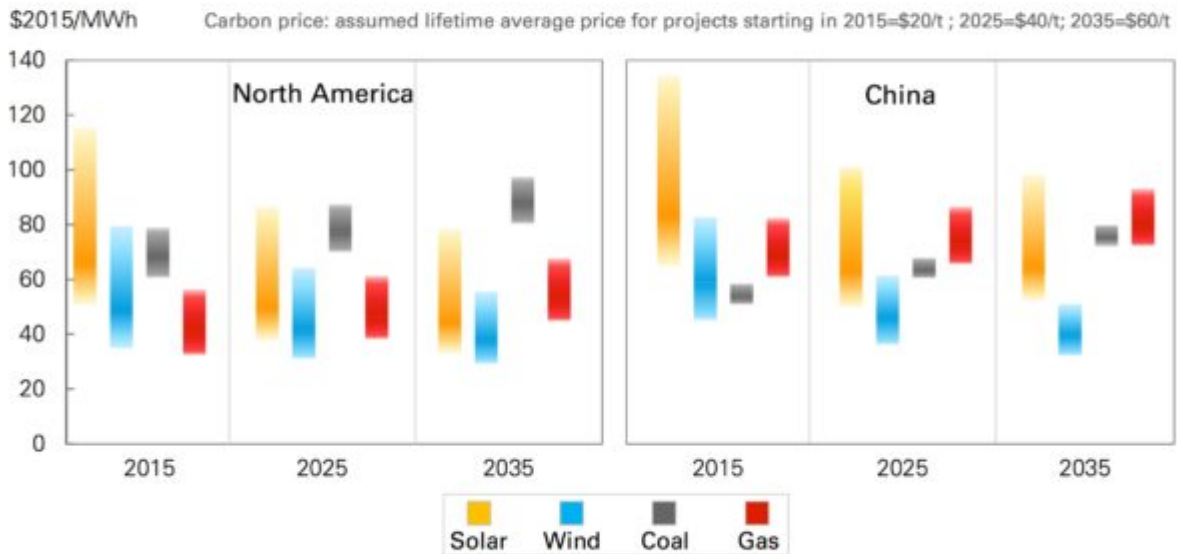 $2015/MWh Carbon price: assumed lifetime average price for projects starting in 2015=$20/t ; 2025=$40/t; 2035=$60/t
140
120
100
80
60
40
20
0
North America
China
2015 2025 2035 2015 2025 2035
Solar Wind Coal Gas